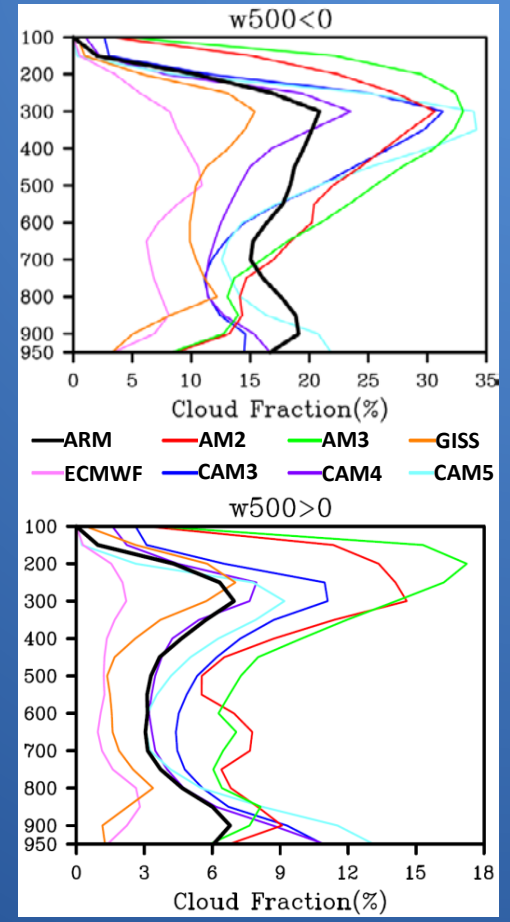 w500<0
100
200
300
400
500
600
700
800
900
950
0 5 10 15 20 25 30 35
Cloud Fraction(%)
ARM AM2 AM3 GISS
ECMWF CAM3 CAM4 CAM5
w500>0
100
200
300
400
500
600
700
800
900
950
0 3 6 9 12 15 18
Cloud Fraction(%)